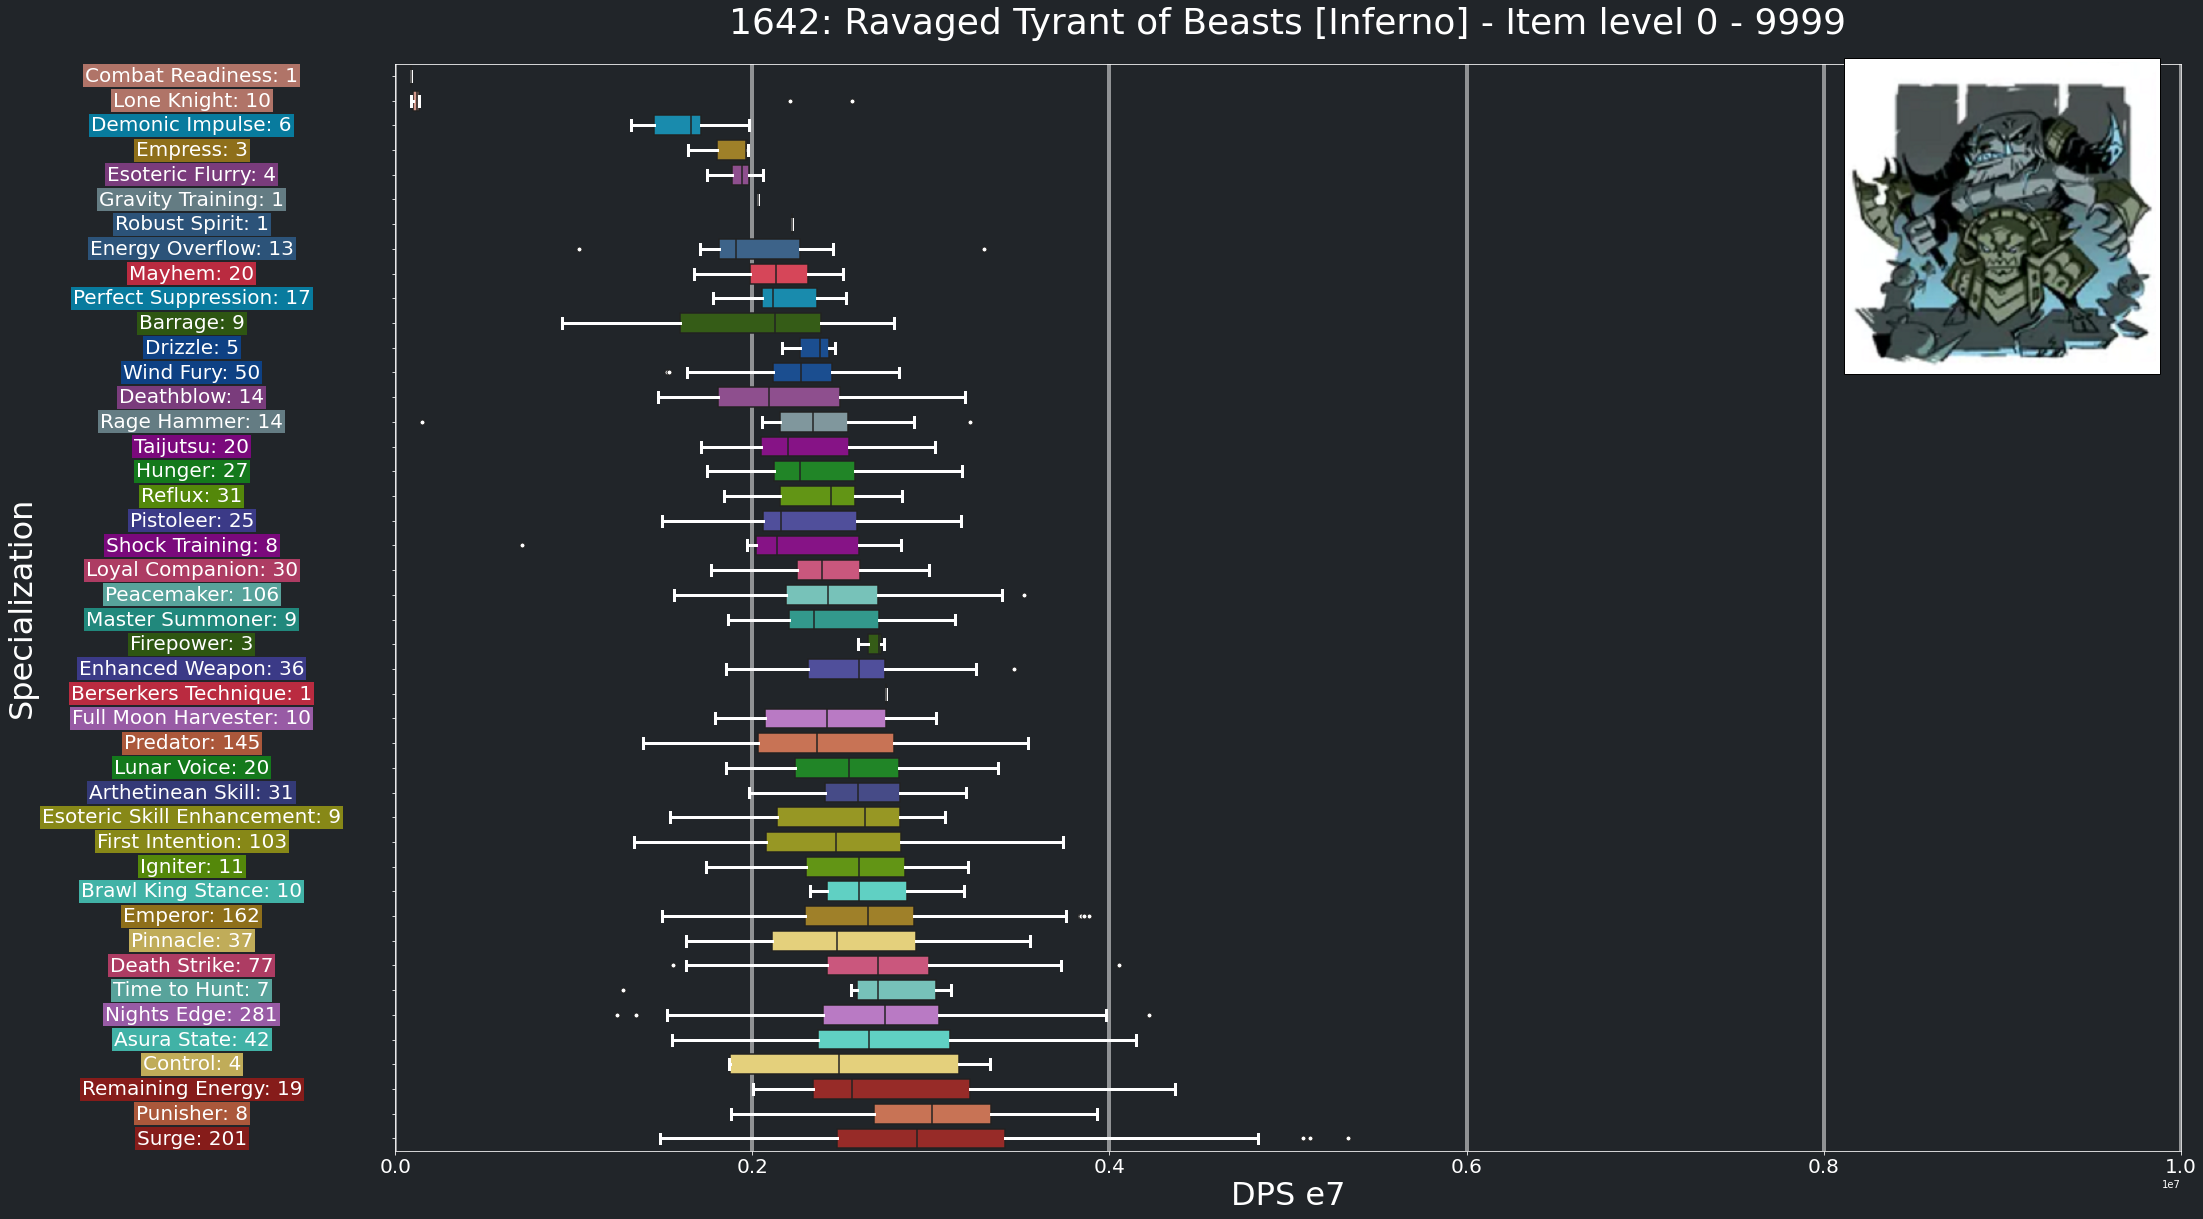 1642: Ravaged Tyrant of Beasts [Inferno] - Item level 0 - 9999
Specialization
Combat Readiness: 1
Lone Knight: 10
Demonic Impulse: 6
Empress: 3
Esoteric Flurry: 4
Gravity Training: 1
Robust Spirit: 1
Energy Overflow: 13
Mayhem: 20
Perfect Suppression: 17
Barrage: 9
Drizzle: 5
Wind Fury: 50
Deathblow: 14
Rage Hammer: 14
Taijutsu: 20
Hunger: 27
Reflux: 31
Pistoleer: 25
Shock Training: 8
Loyal Companion: 30
Peacemaker: 106
Master Summoner: 9
Firepower: 3
Enhanced Weapon: 36
Berserkers Technique: 1
Full Moon Harvester: 10
Predator: 145
Lunar Voice: 20
Arthetinean Skill: 31
Esoteric Skill Enhancement: 9
First Intention: 103
Igniter: 11
Brawl King Stance: 10
Emperor: 162
Pinnacle: 37
Death Strike: 77
Time to Hunt: 7
Nights Edge: 281
Asura State: 42
Control: 4
Remaining Energy: 19
Punisher: 8
Surge: 201
0.0 0.2 0.4 0.6 0.8 1.0
1e7
DPS e7